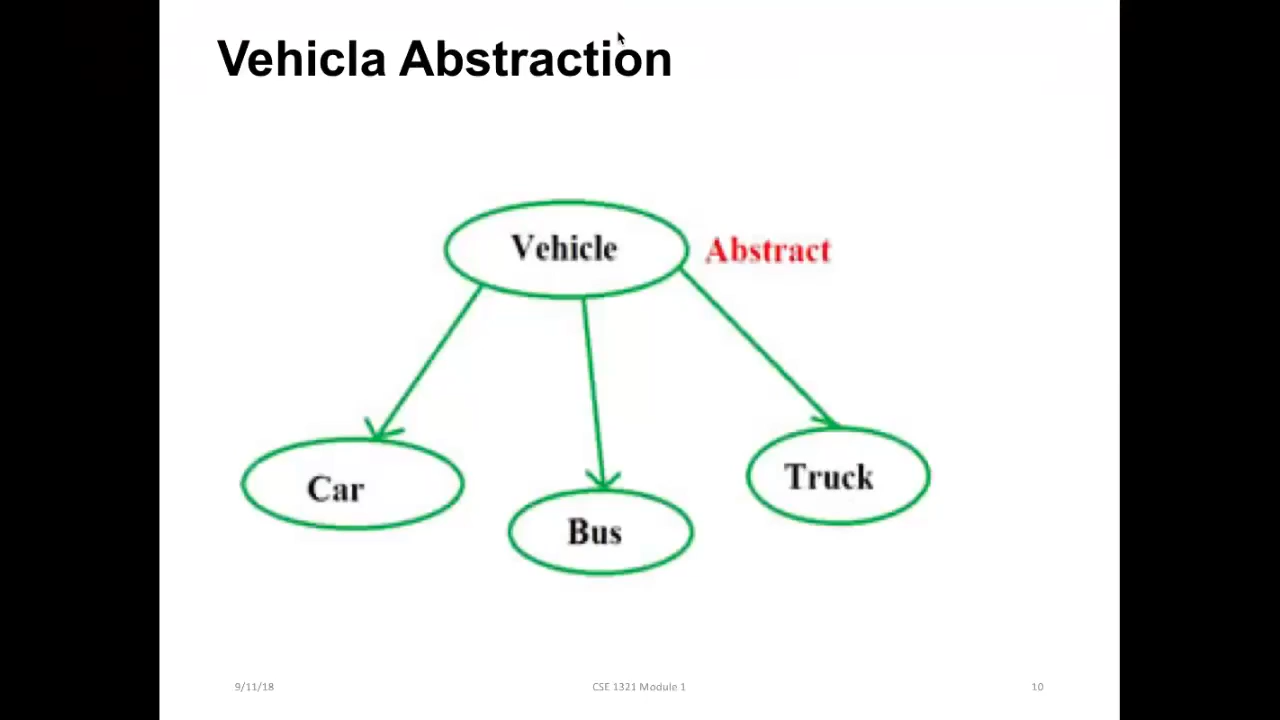 Vehicla Abstraction
Vehicle
Abstract
Car
Bus
Truck
9/11/18
CSE 1321 Module 1
10